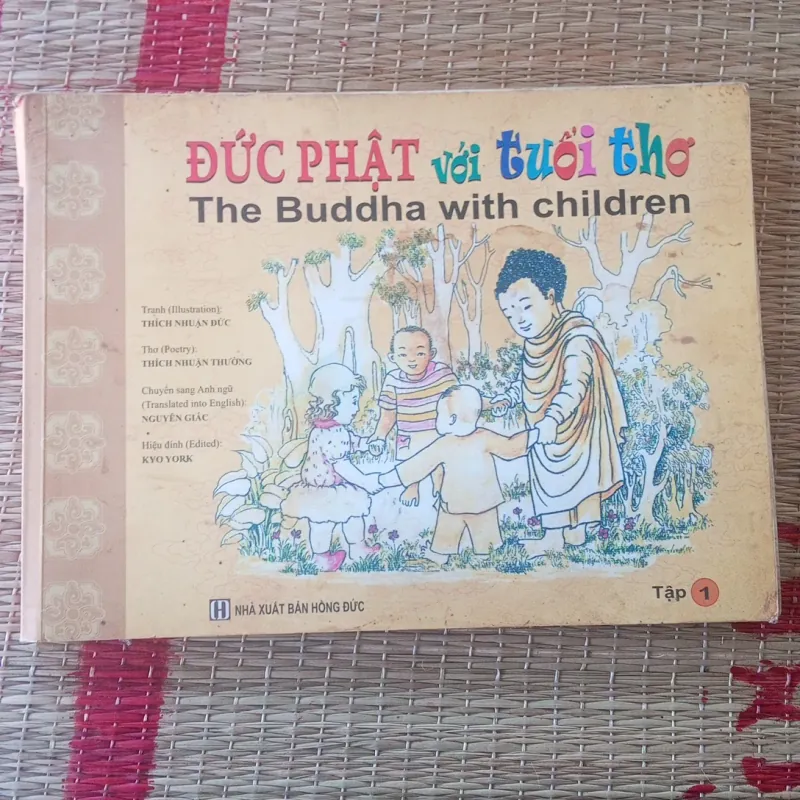 ĐỨC PHẬT với tuổi thơ
The Buddha with children
Tranh (Illustration):
THÍCH NHUẬN ĐỨC
Thơ (Poetry):
THÍCH NHUẬN THƯỜNG
Chuyển sang Anh ngữ
(Translated into English):
NGUYÊN GIÁC
Hiệu đính (Edited):
KYO YORK
H NHÀ XUẤT BẢN HỒNG ĐỨC
Tập 1